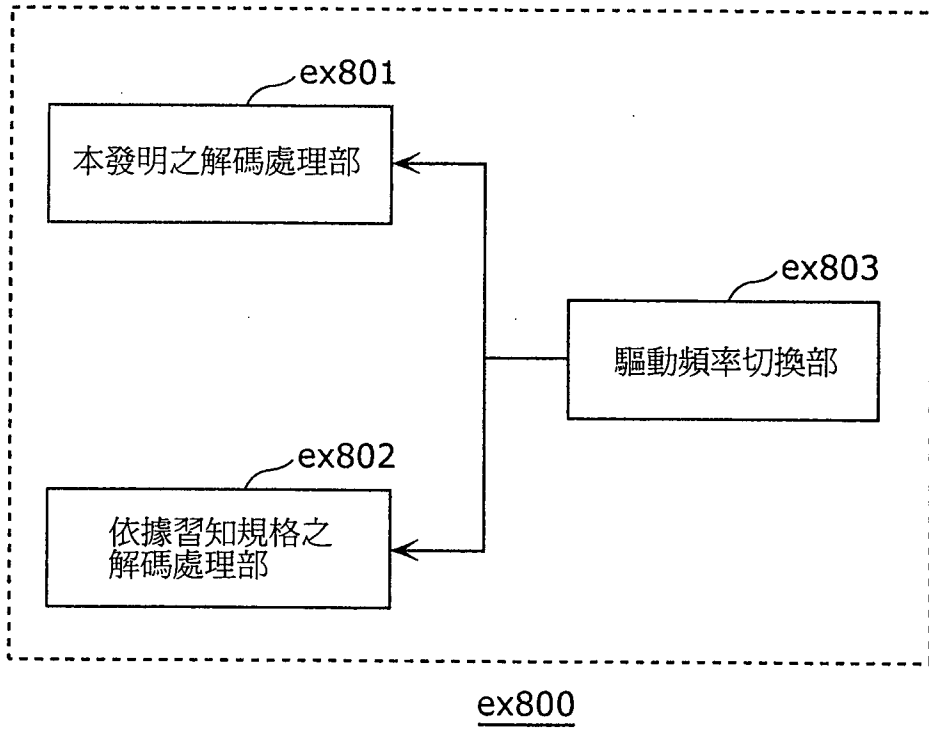 ex801
本發明之解碼處理部
ex803
驅動頻率切換部
ex802
依據習知規格之
解碼處理部
ex800